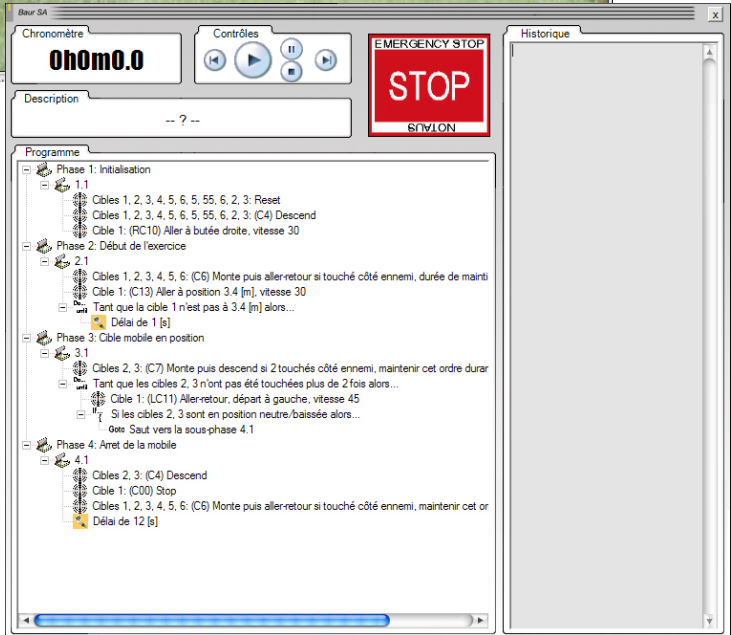 Baur SA
x
Chronomètre
0h0m0.0
Contrôles
EMERGENCY STOP
STOP
NOTAUS
Historique
Description
-- ? --
Programme
Phase 1: Initialisation
1.1
Cibles 1, 2, 3, 4, 5, 6, 5, 55, 6, 2, 3: Reset
Cibles 1, 2, 3, 4, 5, 6, 5, 55, 6, 2, 3: (C4) Descend
Cible 1: (RC10) Aller à butée droite, vitesse 30
Phase 2: Début de l'exercice
2.1
Cibles 1, 2, 3, 4, 5, 6: (C6) Monte puis aller-retour si touché côté ennemi, durée de mainti
Cible 1: (C13) Aller à position 3.4 [m], vitesse 30
Do... until Tant que la cible 1 n'est pas à 3.4 [m] alors...
Délai de 1 [s]
Phase 3: Cible mobile en position
3.1
Cibles 2, 3: (C7) Monte puis descend si 2 touchés côté ennemi, maintenir cet ordre durar
Do... until Tant que les cibles 2, 3 n'ont pas été touchées plus de 2 fois alors...
Cible 1: (LC11) Aller-retour, départ à gauche, vitesse 45
If { Si les cibles 2, 3 sont en position neutre/baissée alors...
Goto Saut vers la sous-phase 4.1
Phase 4: Arret de la mobile
4.1
Cibles 2, 3: (C4) Descend
Cible 1: (C00) Stop
Cibles 1, 2, 3, 4, 5, 6: (C6) Monte puis aller-retour si touché côté ennemi, maintenir cet or
Délai de 12 [s]